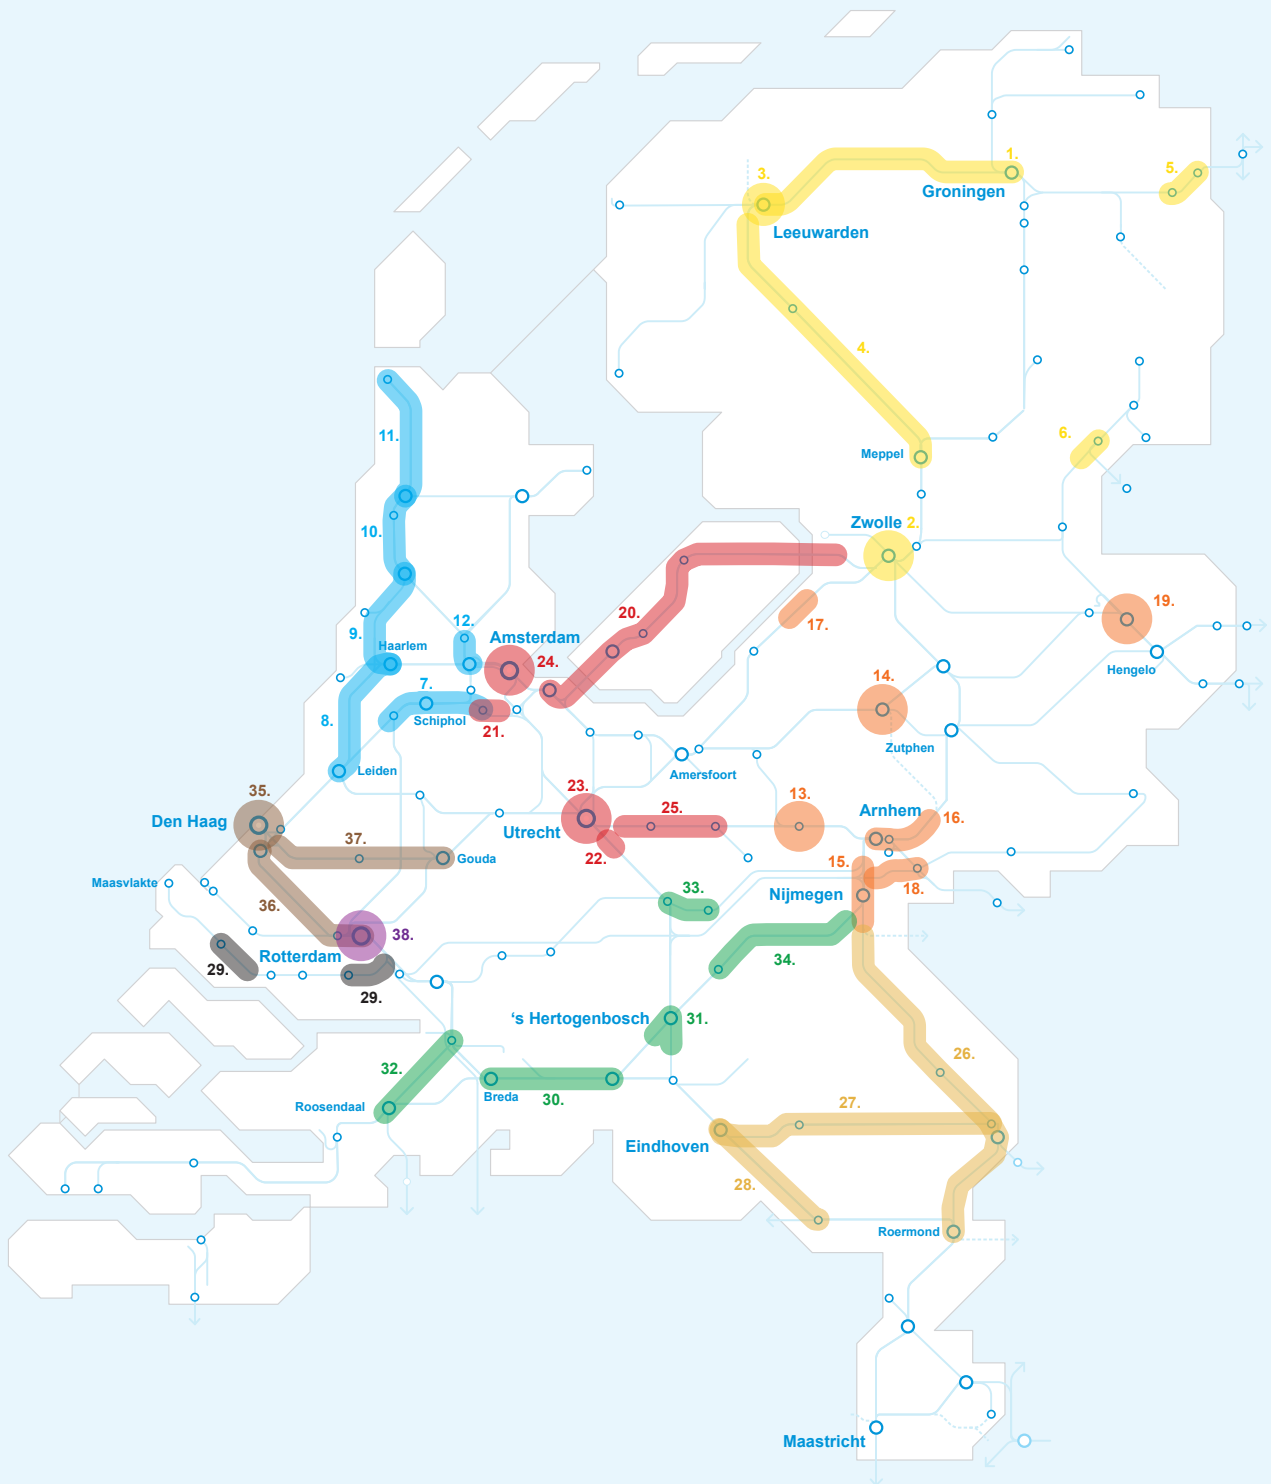 1.
3.
5.
Groningen
Leeuwarden
4.
11.
6.
Meppel
Zwolle 2.
10.
19.
20.
12.
17.
9.
Amsterdam
Haarlem
24.
Hengelo
14.
7.
8.
Schiphol
21.
Zutphen
Leiden
Amersfoort
23.
35.
13.
25.
Arnhem
Den Haag
16.
Utrecht
37.
22.
Gouda
15.
18.
Maasvlakte
33.
Nijmegen
36.
38.
Rotterdam
34.
29.
29.
's Hertogenbosch
31.
26.
32.
Breda
30.
Roosendaal
27.
Eindhoven
28.
Roermond
Maastricht